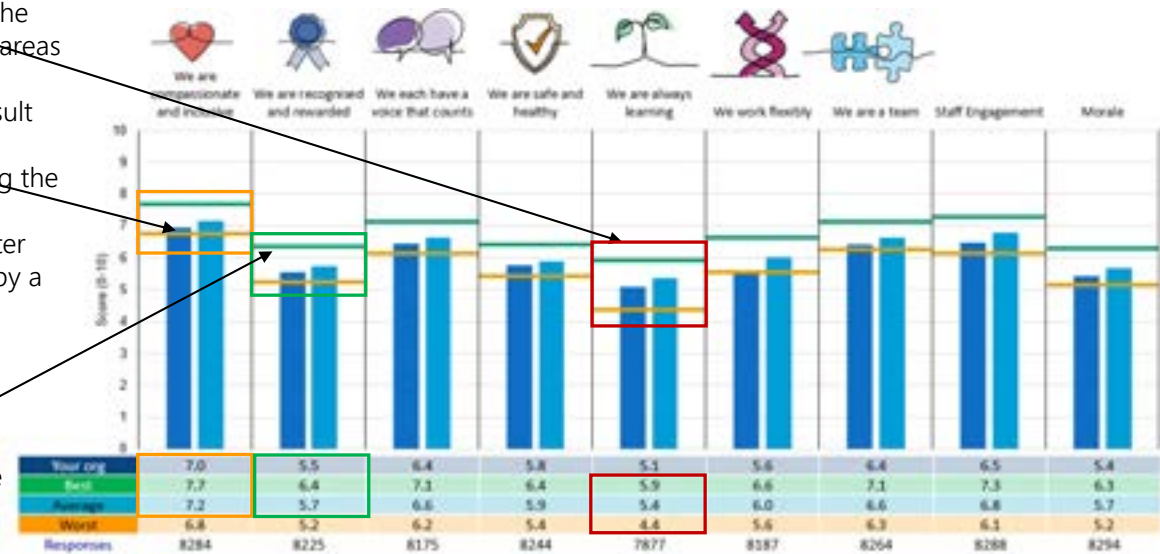 the
areas
sult
g the
ter
by a
e
We are
compassionate
and inclusive
We are recognised
and rewarded
We each have a
voice that counts
We are safe and
healthy
We are always
learning
We work flexibly
We are a team
Staff Engagement
Morale
Score (0-10)
10
9
8
7
6
5
4
3
2
1
0
Your org 7.0 5.5 6.4 5.8 5.1 5.6 6.4 6.5 5.4
Best 7.7 6.4 7.1 6.4 5.9 6.6 7.1 7.3 6.3
Average 7.2 5.7 6.6 5.9 5.4 6.0 6.6 6.8 5.7
Worst 6.8 5.2 6.2 5.4 4.4 5.6 6.3 6.1 5.2
Responses 8284 8225 8175 8244 7877 8187 8264 8288 8294